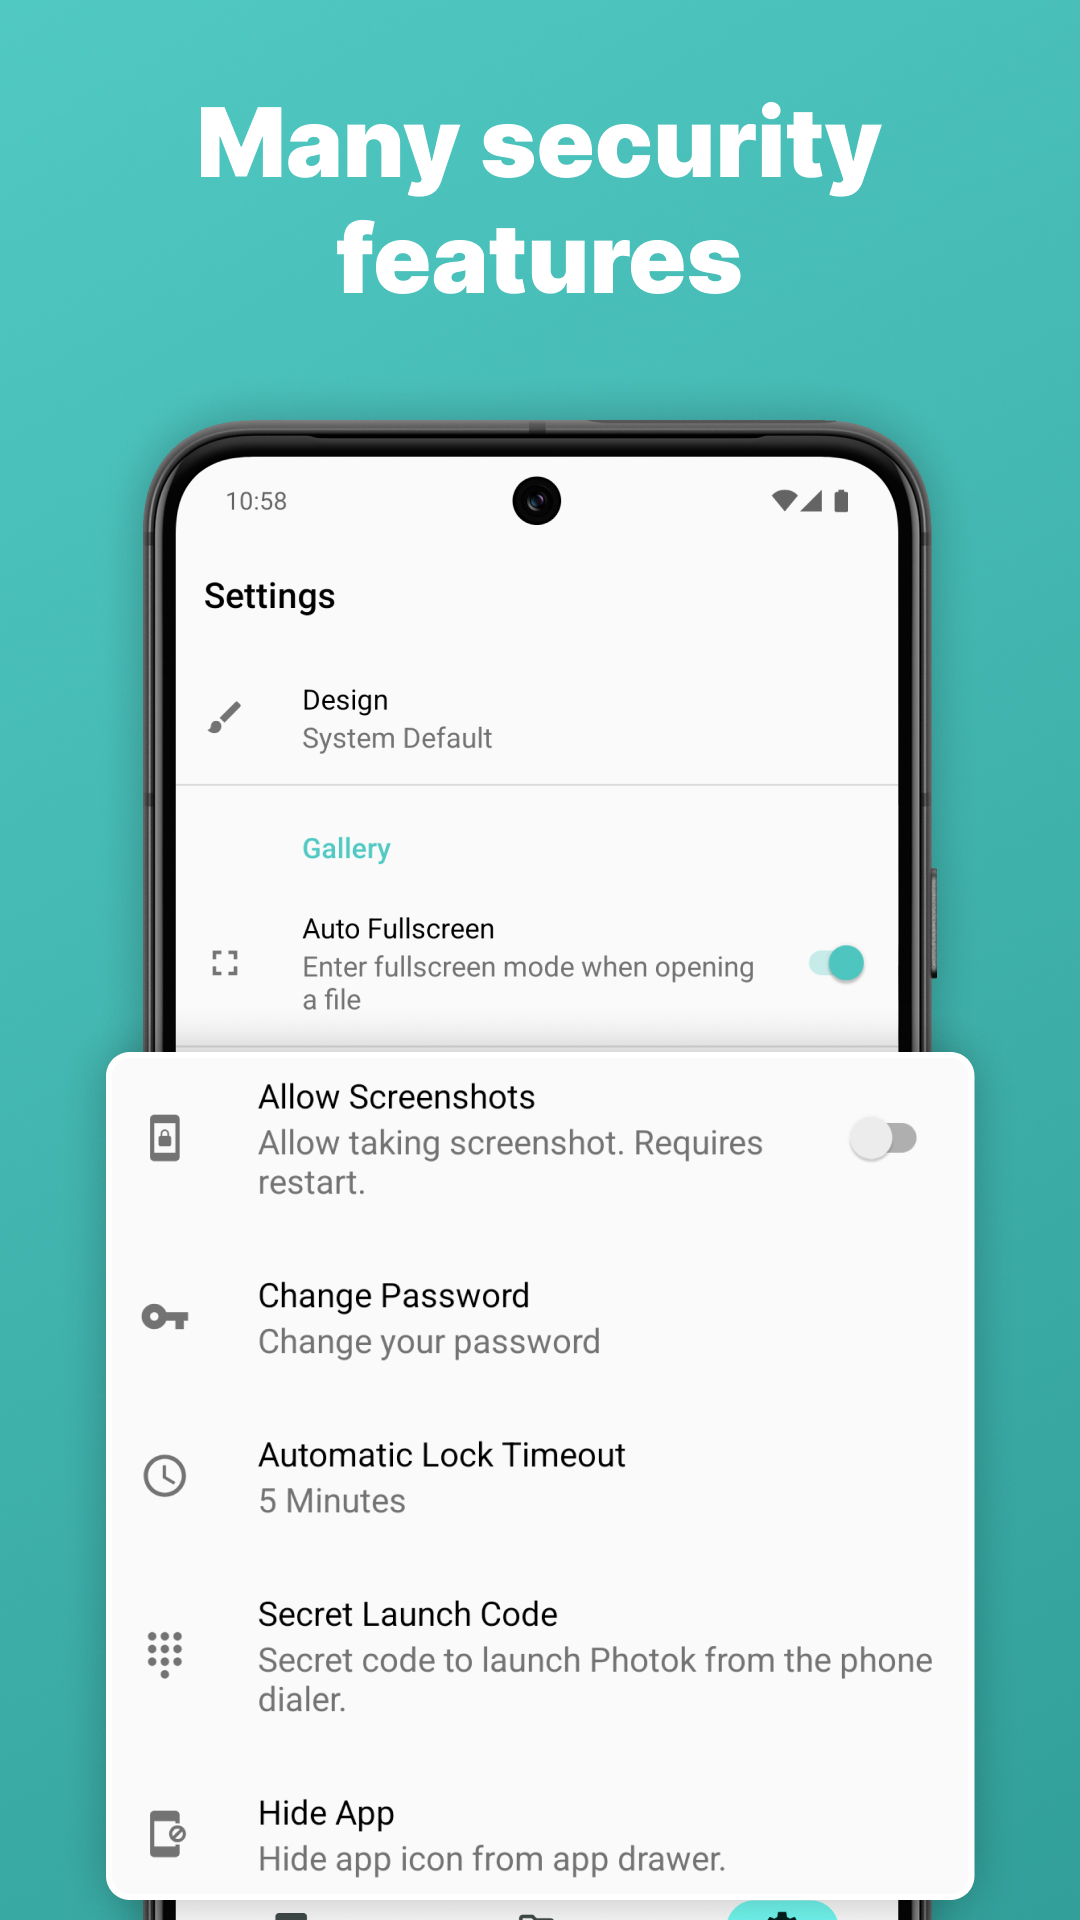 Many security
features
10:58
Settings
Design
System Default
Gallery
Auto Fullscreen
Enter fullscreen mode when opening
a file
Allow Screenshots
Allow taking screenshot. Requires
restart.
Change Password
Change your password
Automatic Lock Timeout
5 Minutes
Secret Launch Code
Secret code to launch Photok from the phone
dialer.
Hide App
Hide app icon from app drawer.